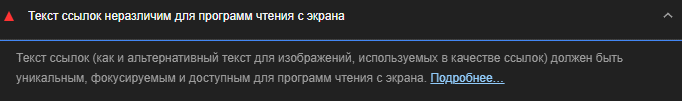 Текст ссылок неразличим для программ чтения с экрана
Текст ссылок (как и альтернативный текст для изображений, используемых в качестве ссылок) должен быть
уникальным, фокусируемым и доступным для программ чтения с экрана. Подробнее…